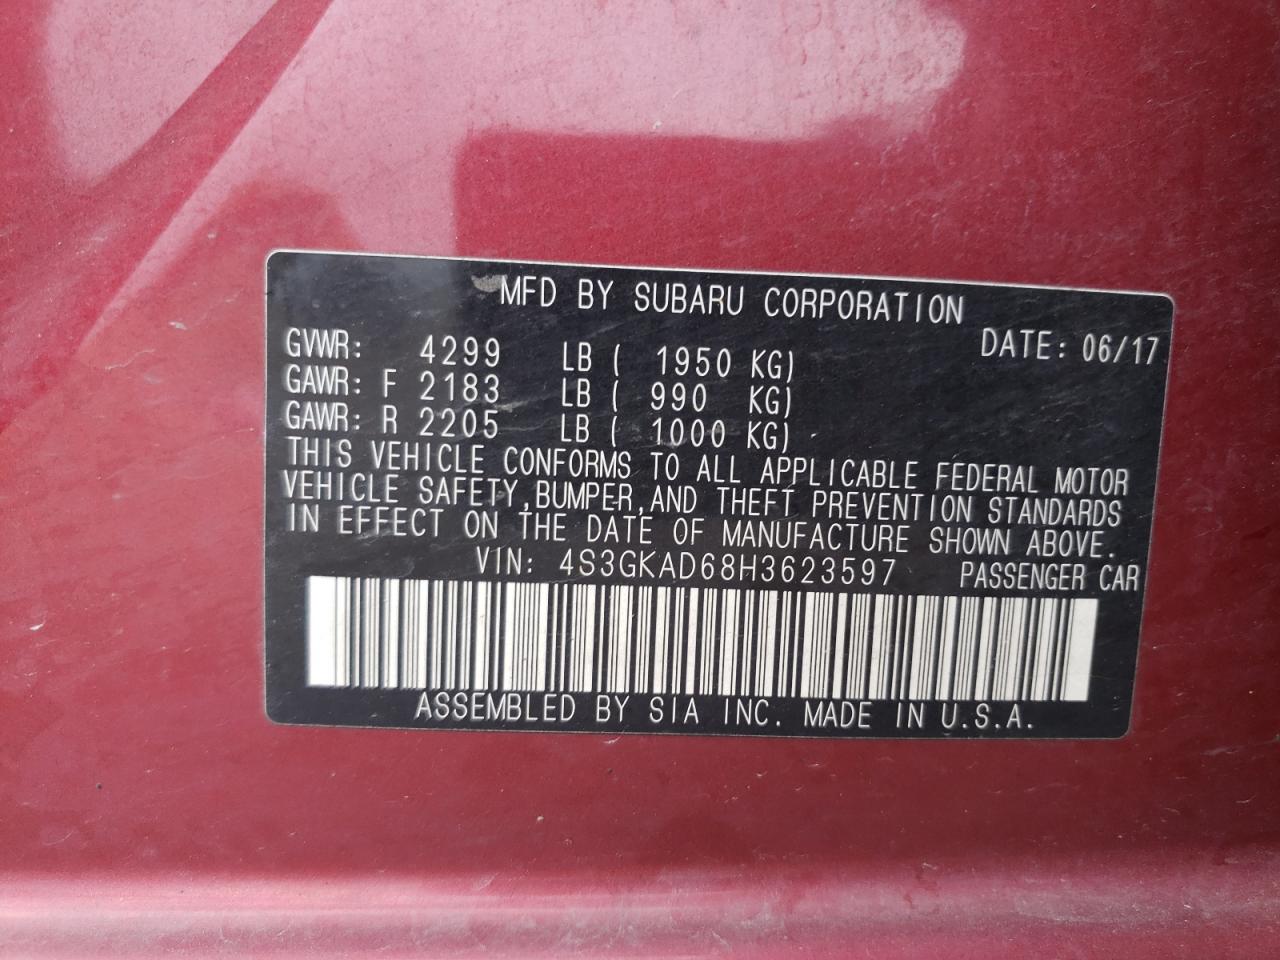 MFD BY SUBARU CORPORATION
DATE: 06/17
GVWR: 4299 LB ( 1950 KG)
GAWR: F 2183 LB ( 990 KG)
GAWR: R 2205 LB ( 1000 KG)
THIS VEHICLE CONFORMS TO ALL APPLICABLE FEDERAL MOTOR
VEHICLE SAFETY,BUMPER,AND THEFT PREVENTION STANDARDS
IN EFFECT ON THE DATE OF MANUFACTURE SHOWN ABOVE.
VIN: 4S3GKAD68H3623597 PASSENGER CAR
ASSEMBLED BY SIA INC. MADE IN U.S.A.